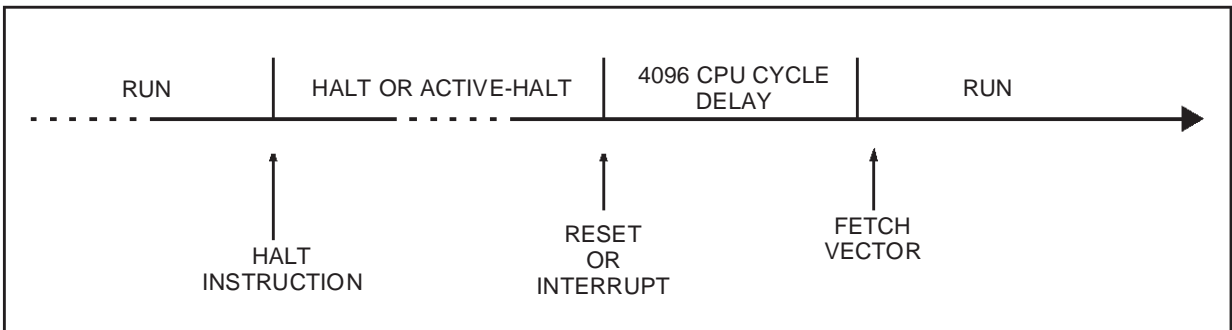 RUN
HALT OR ACTIVE-HALT
4096 CPU CYCLE
DELAY
RUN
HALT
INSTRUCTION
RESET
OR
INTERRUPT
FETCH
VECTOR